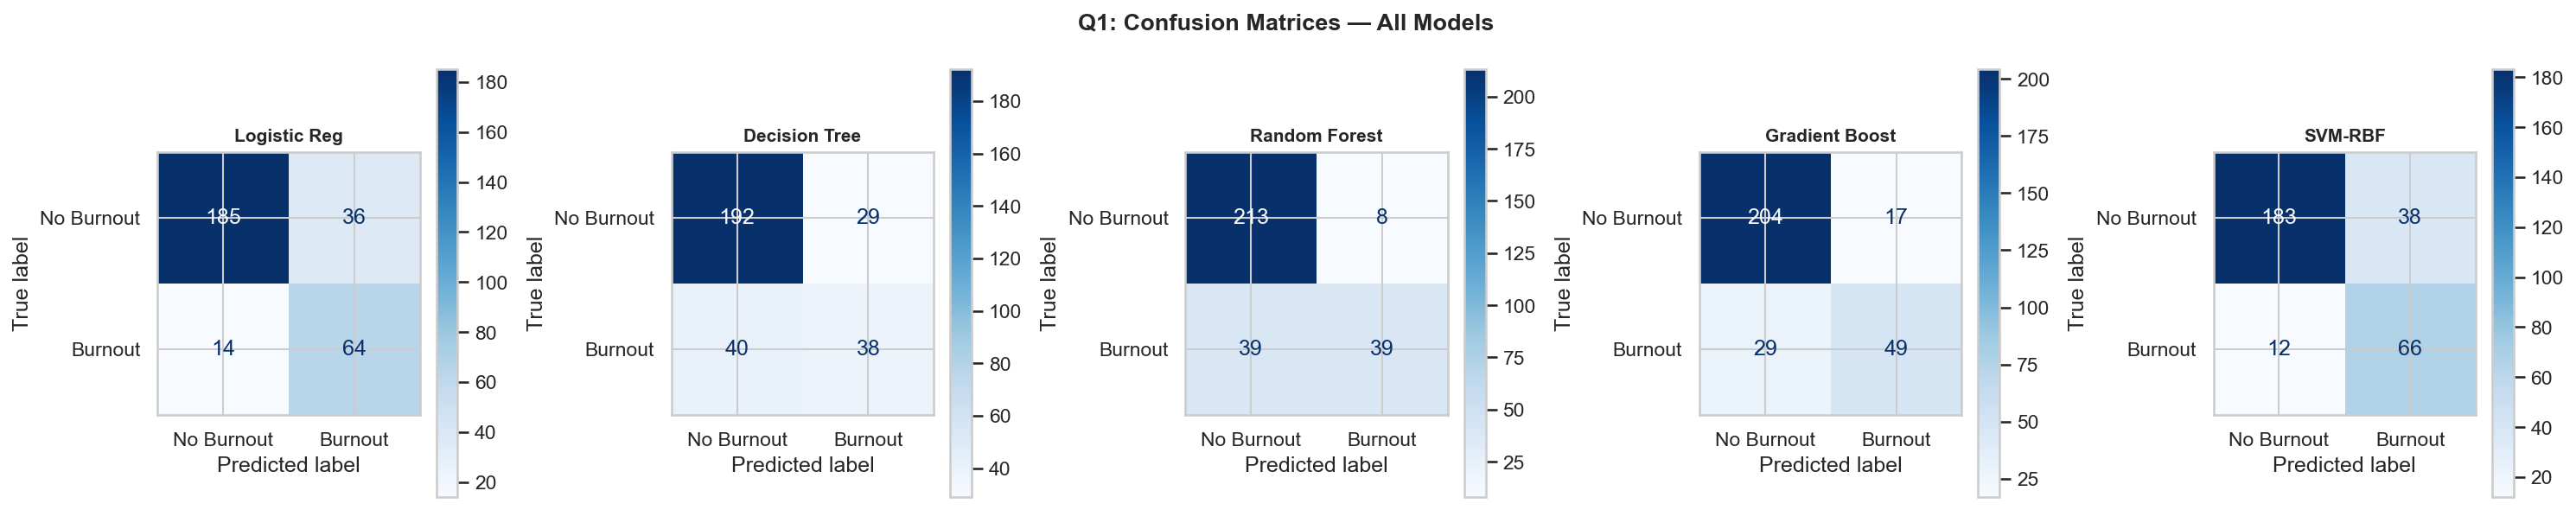 Q1: Confusion Matrices — All Models
Logistic Reg
True label
No Burnout
Burnout
185 36
14 64
No Burnout Burnout
Predicted label
180
160
140
120
100
80
60
40
20
Decision Tree
True label
No Burnout
Burnout
192 29
40 38
No Burnout Burnout
Predicted label
180
160
140
120
100
80
60
40
Random Forest
True label
No Burnout
Burnout
213 8
39 39
No Burnout Burnout
Predicted label
200
175
150
125
100
75
50
25
Gradient Boost
True label
No Burnout
Burnout
204 17
29 49
No Burnout Burnout
Predicted label
200
175
150
125
100
75
50
25
SVM-RBF
True label
No Burnout
Burnout
183 38
12 66
No Burnout Burnout
Predicted label
180
160
140
120
100
80
60
40
20